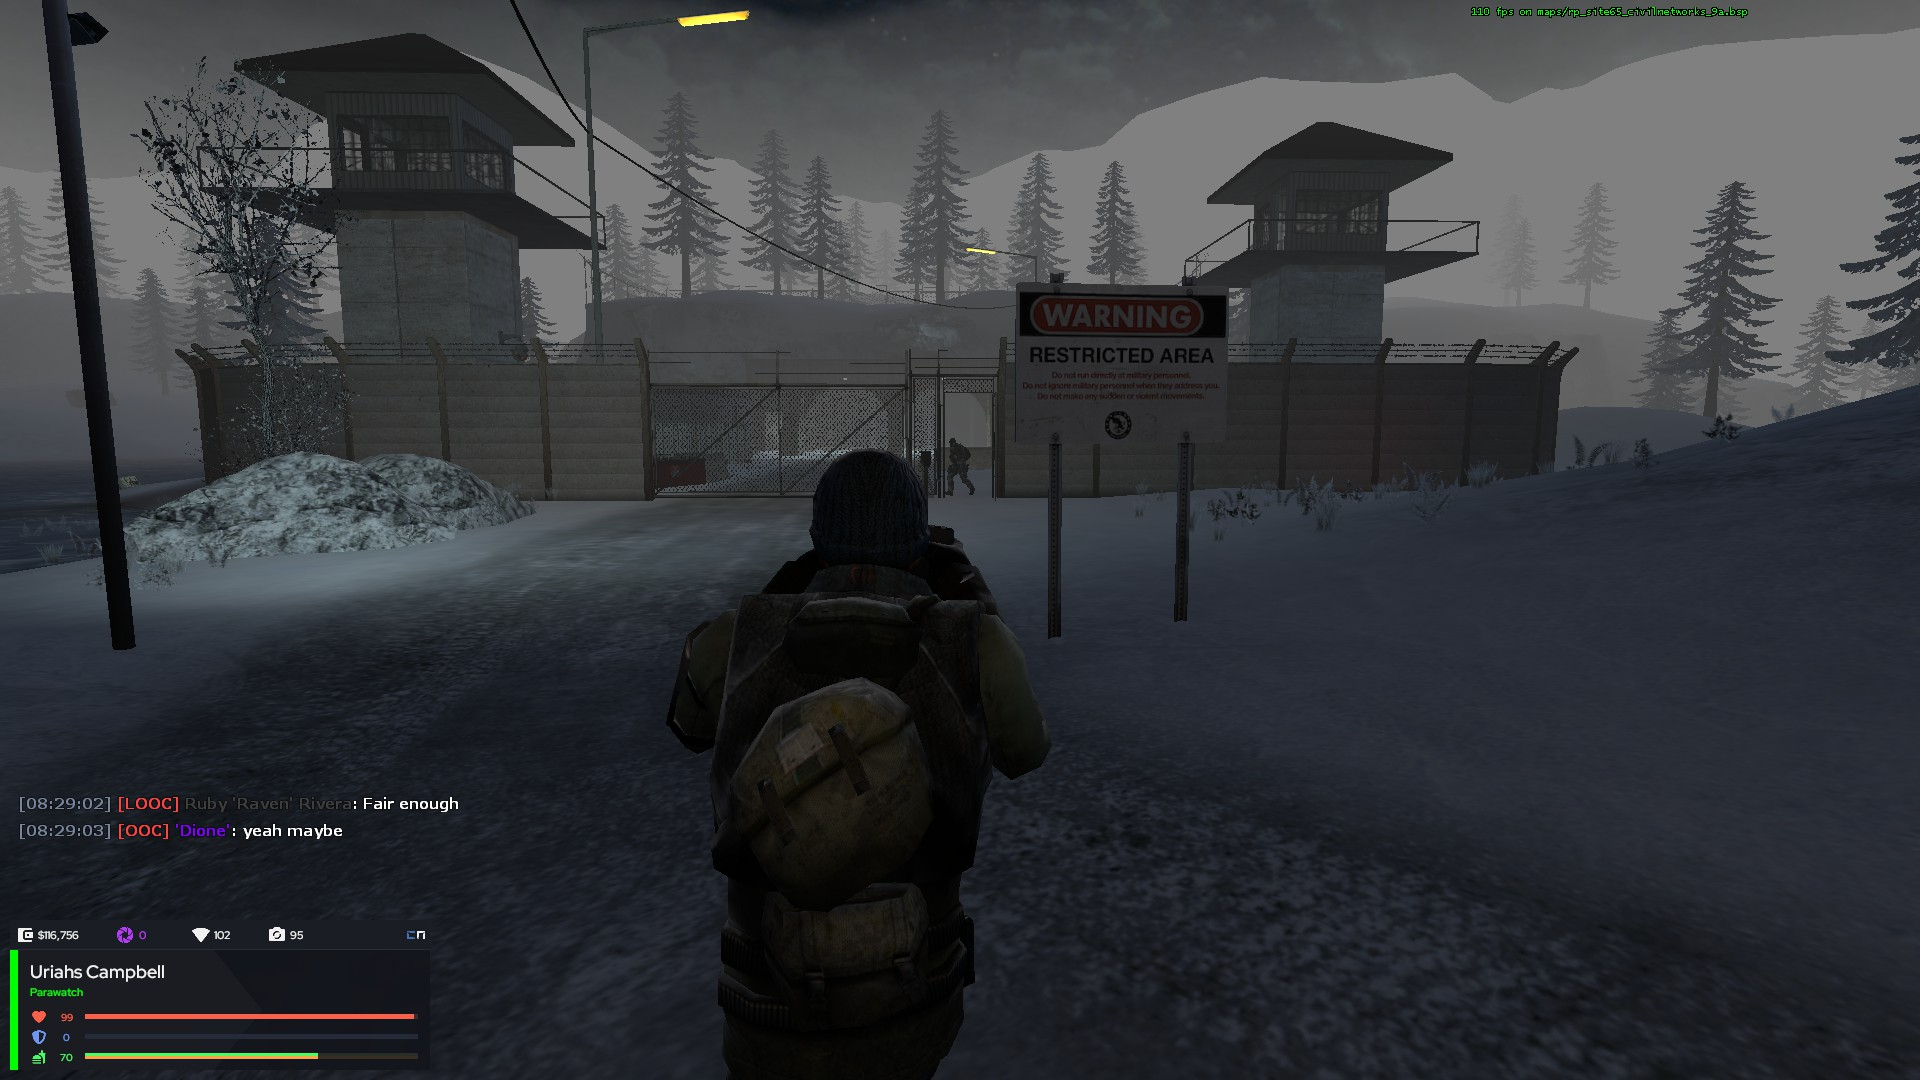 110 fps on maps/rp_site65_civilnetworks_9a.bsp
WARNING
RESTRICTED AREA
Do not run directly at military personnel.
Do not ignore military personnel when they address you.
Do not make any sudden or violent movements.
[08:29:02] [LOOC] Ruby 'Raven' Rivera: Fair enough
[08:29:03] [OOC] 'Dione': yeah maybe
$116,756 0 102 95
Uriahs Campbell
Parawatch
99
0
70